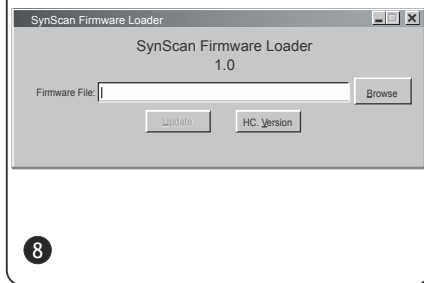 SynScan Firmware Loader
SynScan Firmware Loader
1.0
Firmware File:
Browse
Update
HC. Version
8